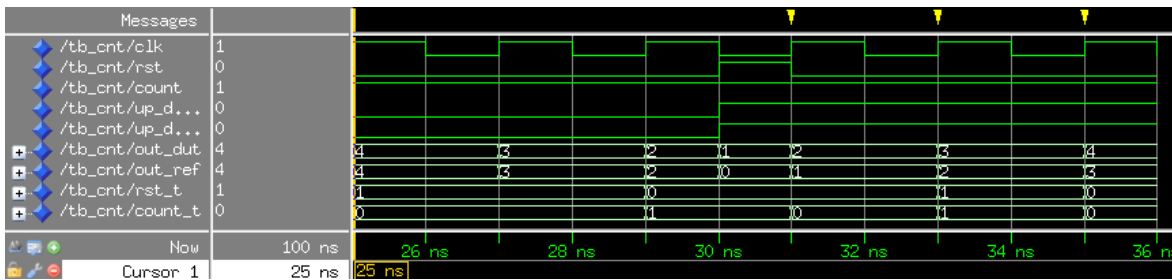 Messages
/tb_cnt/clk 1
/tb_cnt/rst 0
/tb_cnt/count 1
/tb_cnt/up_d... 0
/tb_cnt/up_d... 0
/tb_cnt/out_dut 4 4 3 2 1 2 3 4
/tb_cnt/out_ref 4 4 3 2 0 1 2 3
/tb_cnt/rst_t 1 1 0 1 0
/tb_cnt/count_t 0 0 1 0 1 0
Now 100 ns 26 ns 28 ns 30 ns 32 ns 34 ns 36 n
Cursor 1 25 ns 25 ns